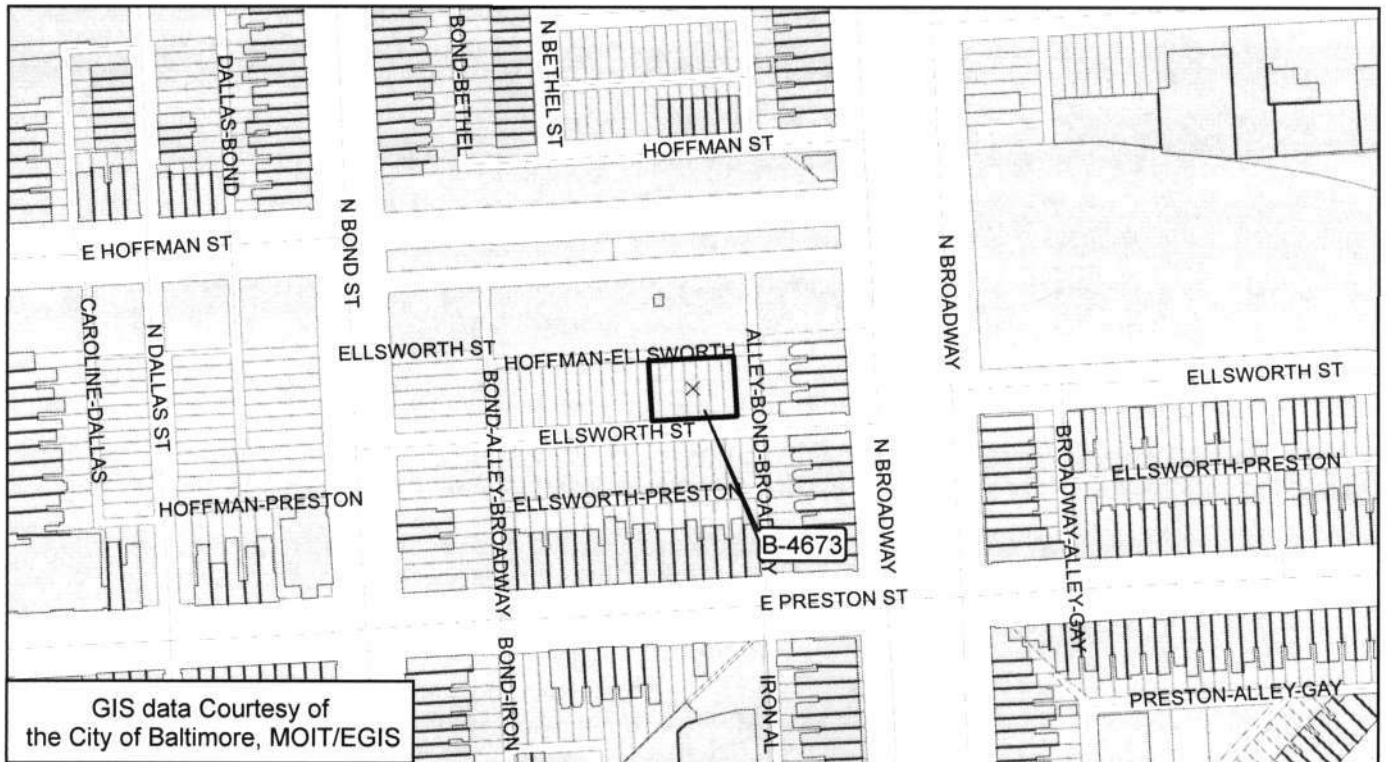 DALLAS-BOND
BOND-BETHEL
N BETHEL ST
HOFFMAN ST
E HOFFMAN ST
N BOND ST
N BROADWAY
CAROLINE-DALLAS
N DALLAS ST
ELLSWORTH ST
HOFFMAN-ELLSWORTH
ALLEY-BOND-BROADWAY
ELLSWORTH ST
BOND-ALLEY-BROADWAY
ELLSWORTH ST
N BROADWAY
BROADWAY-ALLEY-GAY
ELLSWORTH-PRESTON
HOFFMAN-PRESTON
ELLSWORTH-PRESTON
B-4673
E PRESTON ST
BOND-IRON
IRON AL
PRESTON-ALLEY-GAY
GIS data Courtesy of
the City of Baltimore, MOIT/EGIS